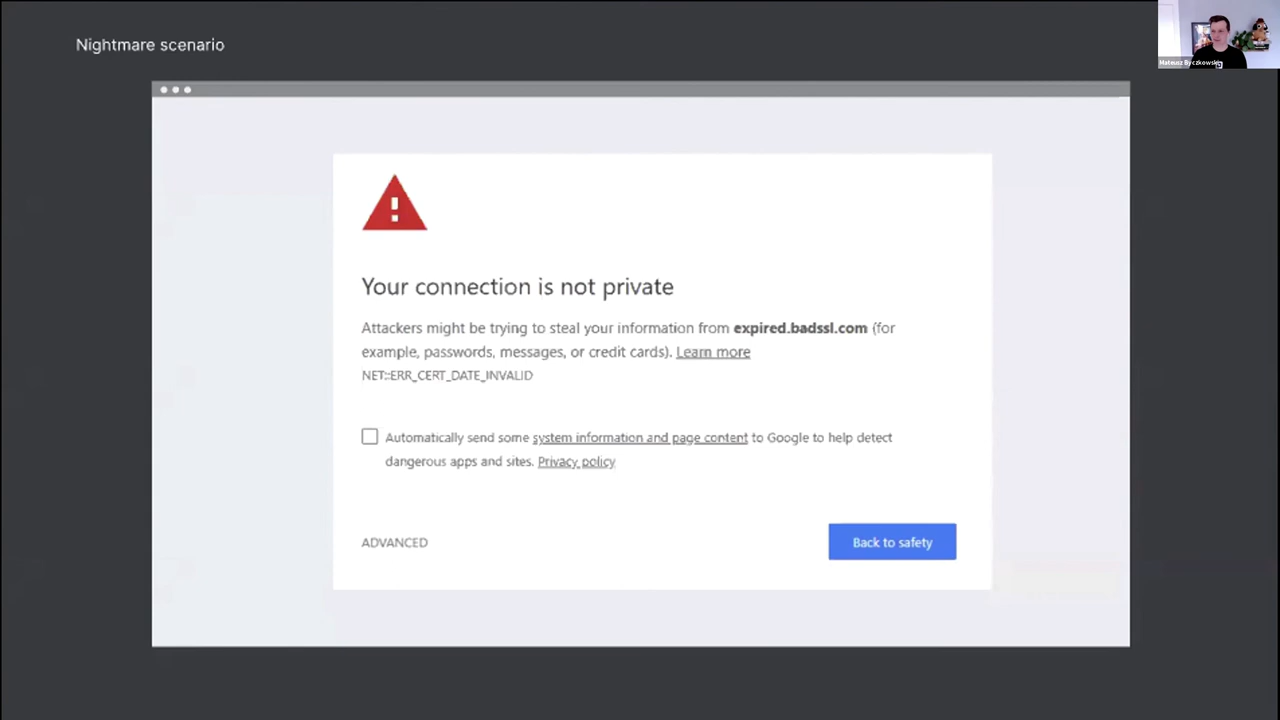 Nightmare scenario
Mateusz Byczkowski
Your connection is not private
Attackers might be trying to steal your information from expired.badssl.com (for
example, passwords, messages, or credit cards). Learn more
NET::ERR_CERT_DATE_INVALID
Automatically send some system information and page content to Google to help detect
dangerous apps and sites. Privacy policy
ADVANCED
Back to safety